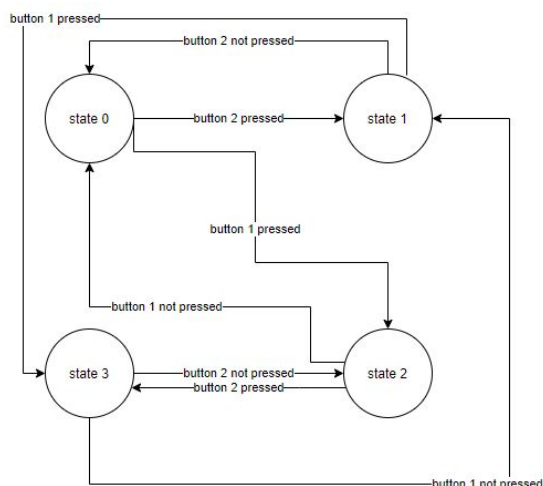 button 1 pressed
button 2 not pressed
state 0
button 2 pressed
state 1
button 1 pressed
button 1 not pressed
state 3
button 2 not pressed
button 2 pressed
state 2
button 1 not pressed